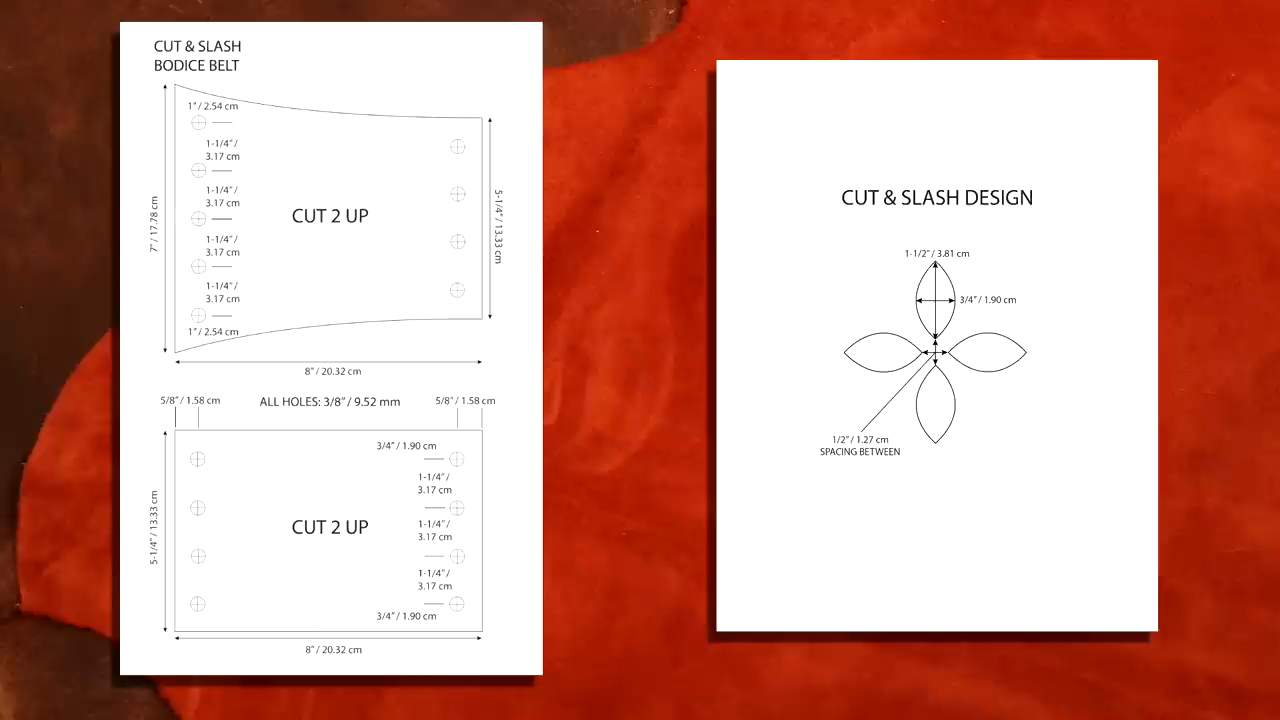 CUT & SLASH
BODICE BELT
1” / 2.54 cm
1-1/4” /
3.17 cm
1-1/4” /
3.17 cm
1-1/4” /
3.17 cm
1-1/4” /
3.17 cm
1” / 2.54 cm
7” / 17.78 cm
CUT 2 UP
5-1/4” / 13.33 cm
8” / 20.32 cm
5/8” / 1.58 cm
ALL HOLES: 3/8” / 9.52 mm
5/8” / 1.58 cm
3/4” / 1.90 cm
1-1/4” /
3.17 cm
1-1/4” /
3.17 cm
1-1/4” /
3.17 cm
3/4” / 1.90 cm
5-1/4” / 13.33 cm
CUT 2 UP
8” / 20.32 cm
CUT & SLASH DESIGN
1-1/2” / 3.81 cm
3/4” / 1.90 cm
1/2” / 1.27 cm
SPACING BETWEEN